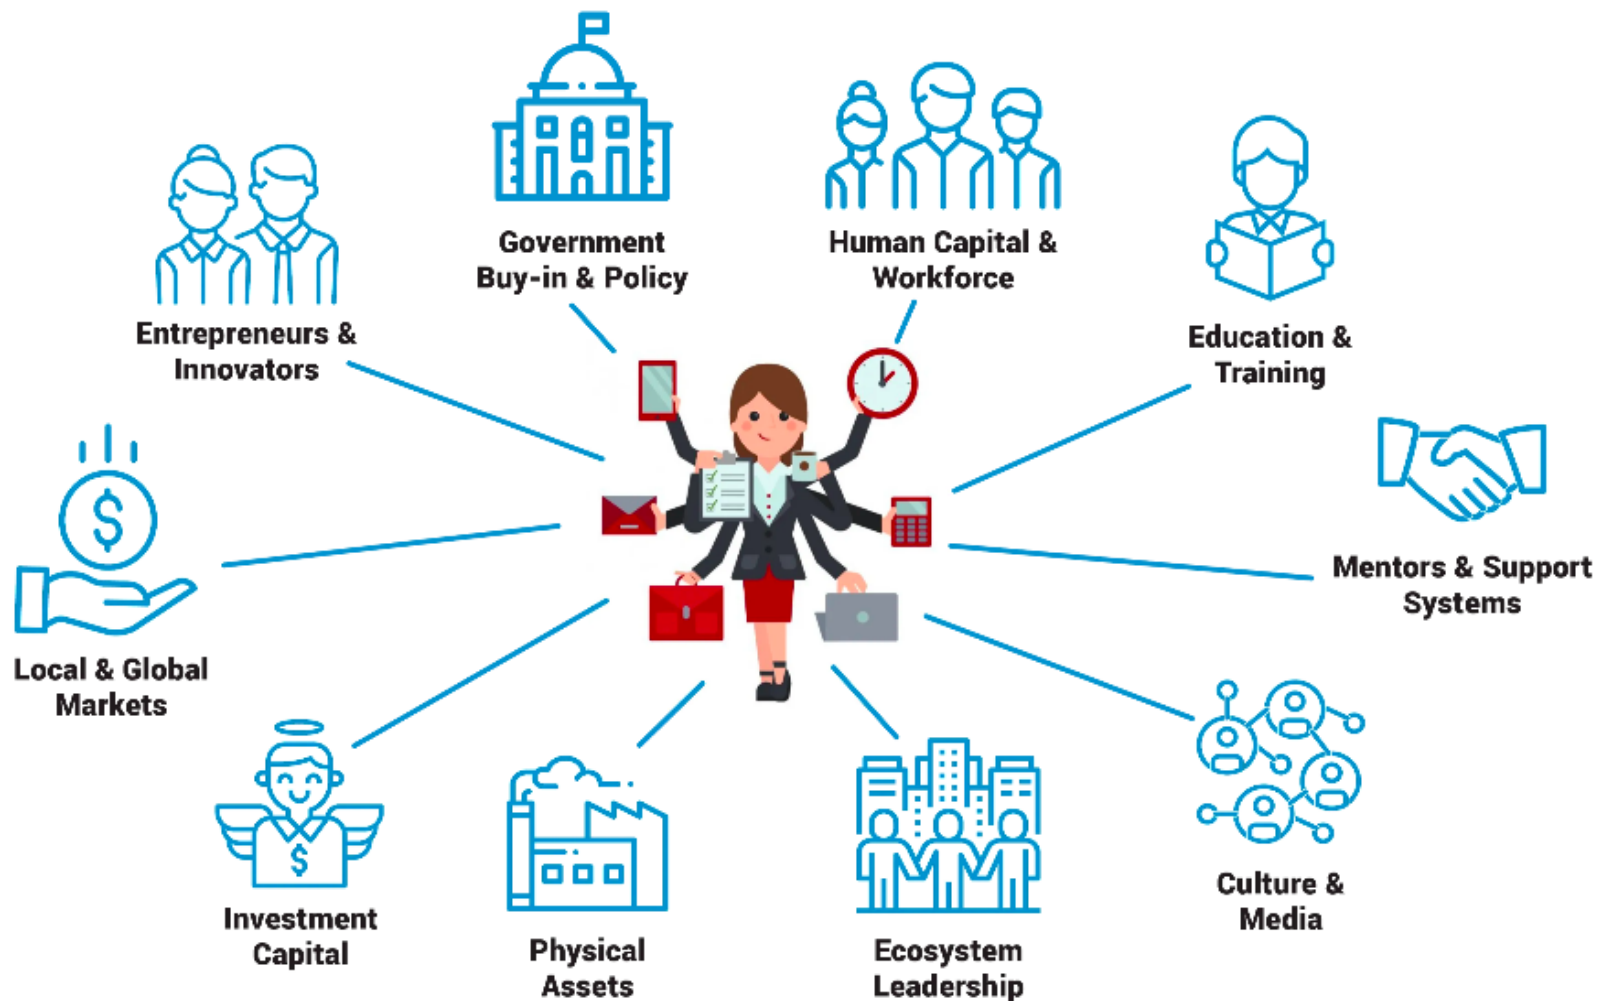 Government
Buy-in & Policy
Human Capital &
Workforce
Entrepreneurs &
Innovators
Education &
Training
Mentors & Support
Systems
Local & Global
Markets
$
$
Culture &
Media
Investment
Capital
Physical
Assets
Ecosystem
Leadership